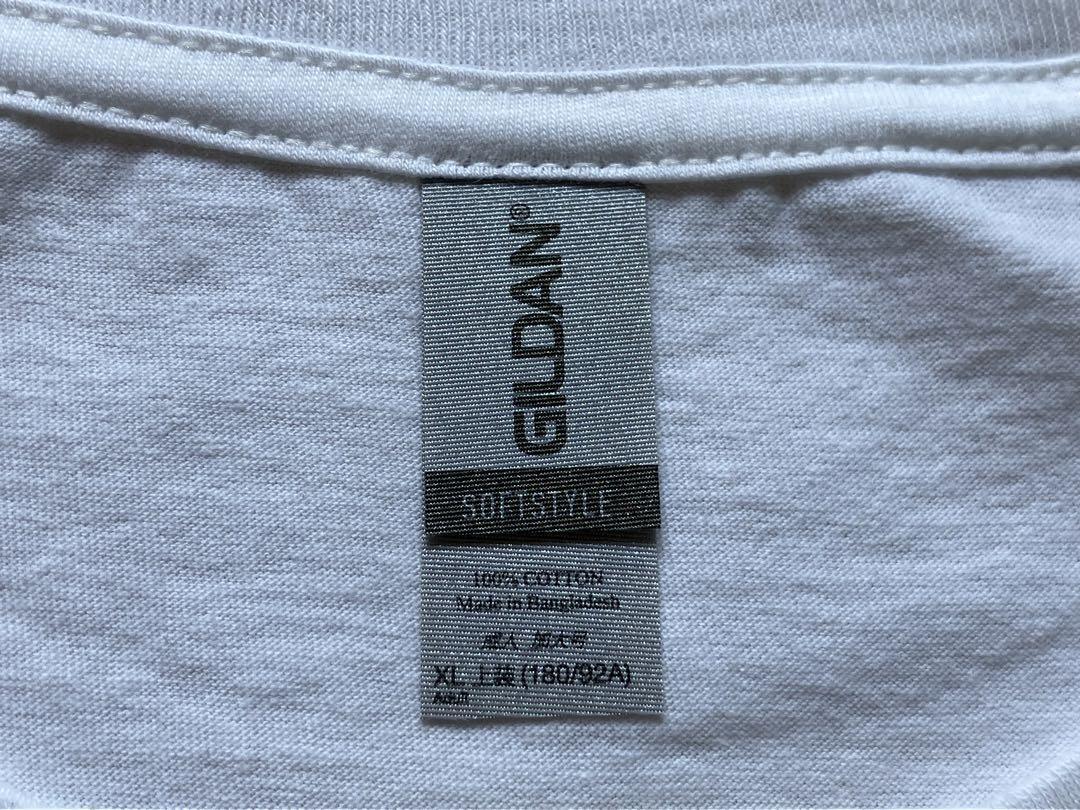 GILDAN®
SOFTSTYLE
100% COTTON
Made in Bangladesh
成人 加大号
XL 上装 (180/92A)
Adult